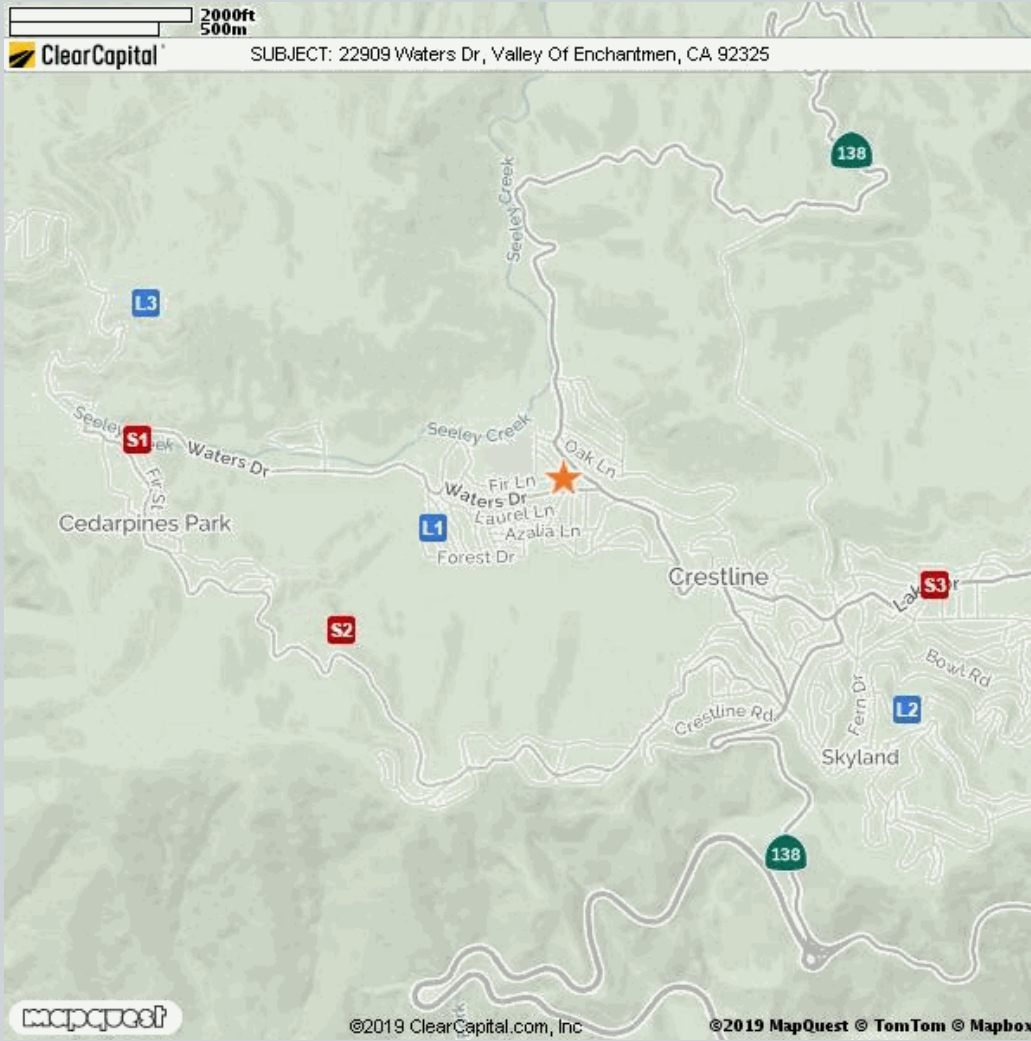 2000ft
500m
ClearCapital
SUBJECT: 22909 Waters Dr, Valley Of Enchantmen, CA 92325
138
Seeley Creek
L3
Seeley Creek
S1
Waters Dr
Seeley Creek
Oak Ln
Fir Ln
Waters Dr
Fir St
Laurel Ln
Cedarpines Park
L1
Azalia Ln
Forest Dr
Crestline
S3
S2
Bowl Rd
Fern Dr
L2
Crestline Rd
Skyland
138
mapquest
©2019 ClearCapital.com, Inc
©2019 MapQuest © TomTom © Mapbox